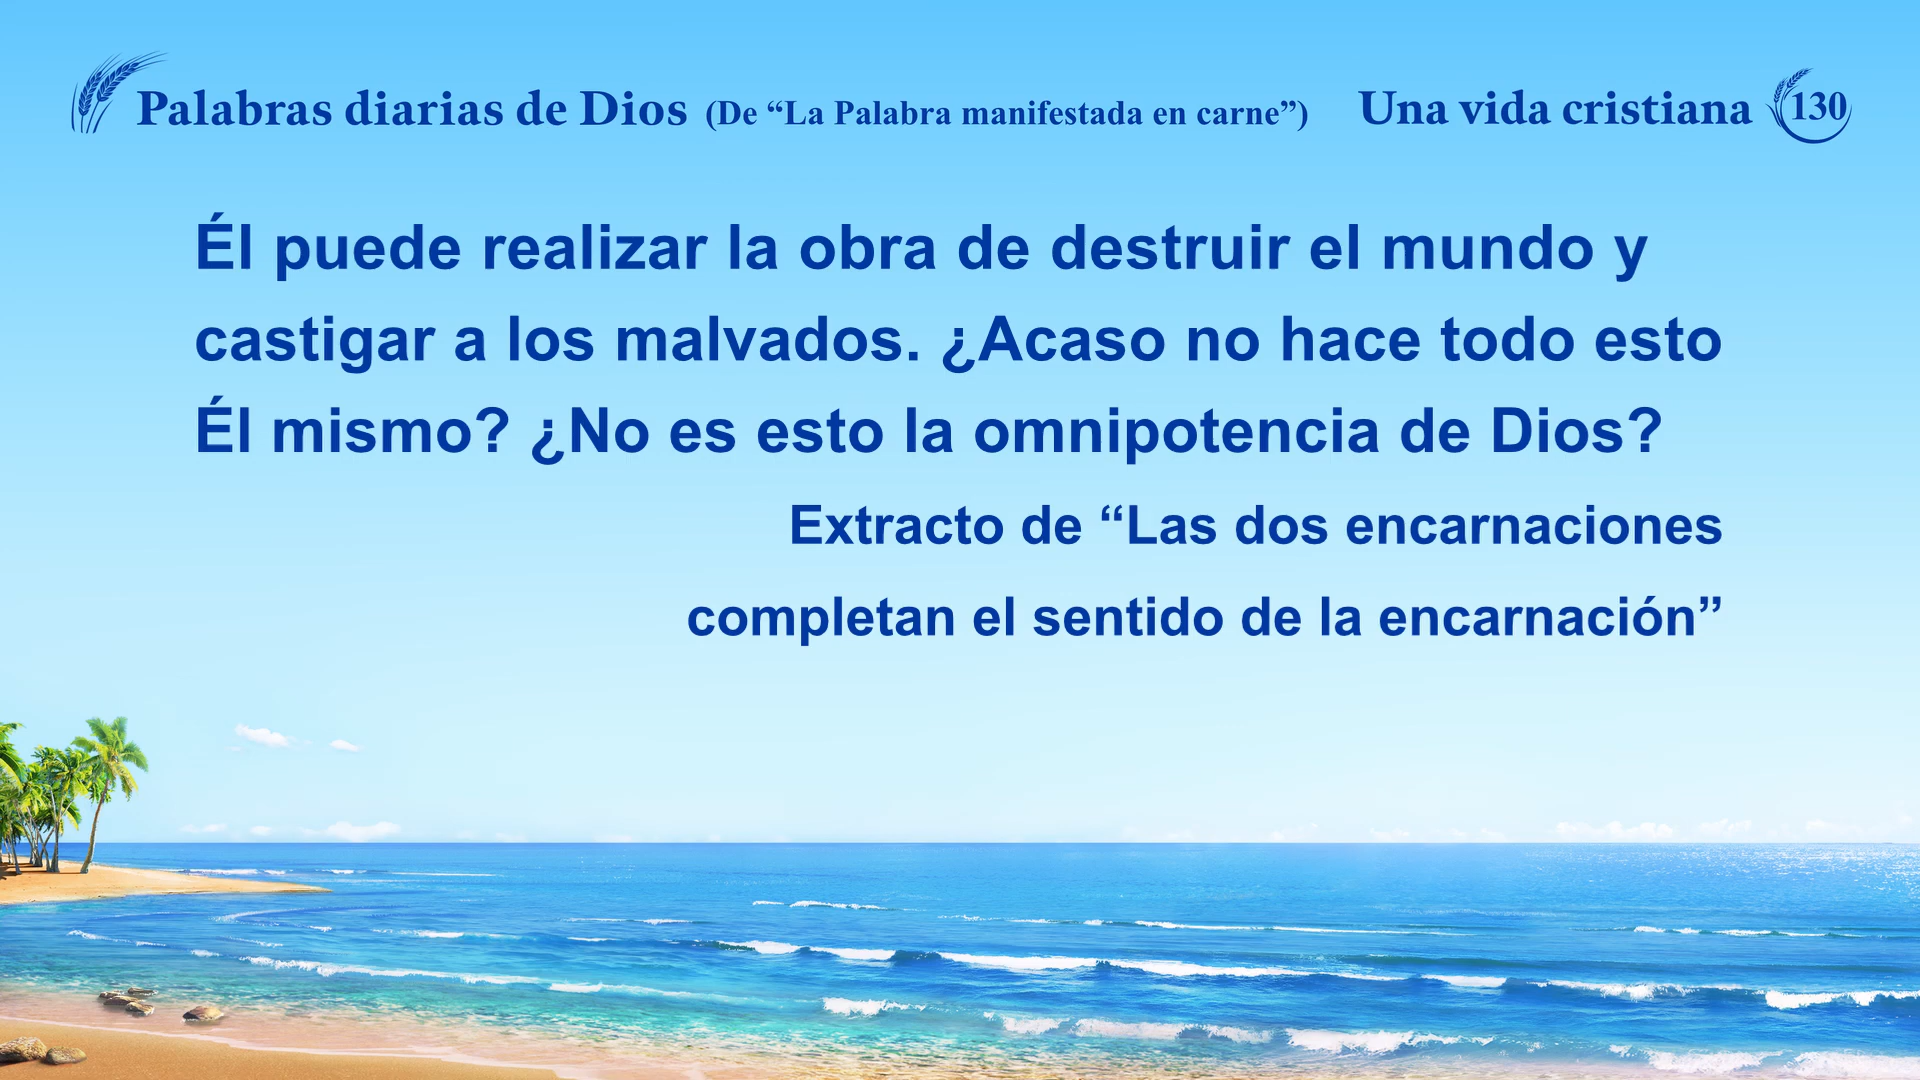 Palabras diarias de Dios (De “La Palabra manifestada en carne”) Una vida cristiana 130
Él puede realizar la obra de destruir el mundo y
castigar a los malvados. ¿Acaso no hace todo esto
Él mismo? ¿No es esto la omnipotencia de Dios?
Extracto de “Las dos encarnaciones
completan el sentido de la encarnación”